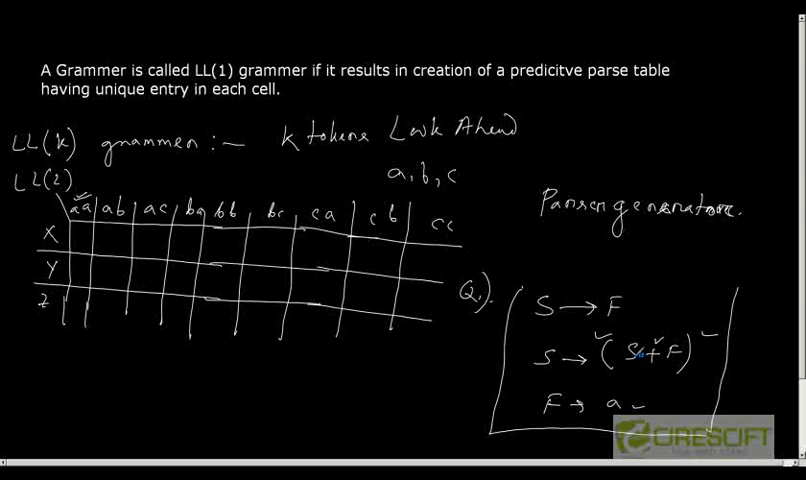 A Grammer is called LL(1) grammer if it results in creation of a predicitve parse table
having unique entry in each cell.
LL(k) grammer :- k tokens Look Ahead
LL(2) a, b, c
aa ab ac ba bb bc ca cb cc
X
Y
Z
Parser generator.
Q.)
S → F
S → ( S + F )
F → a
CIRESCIFT